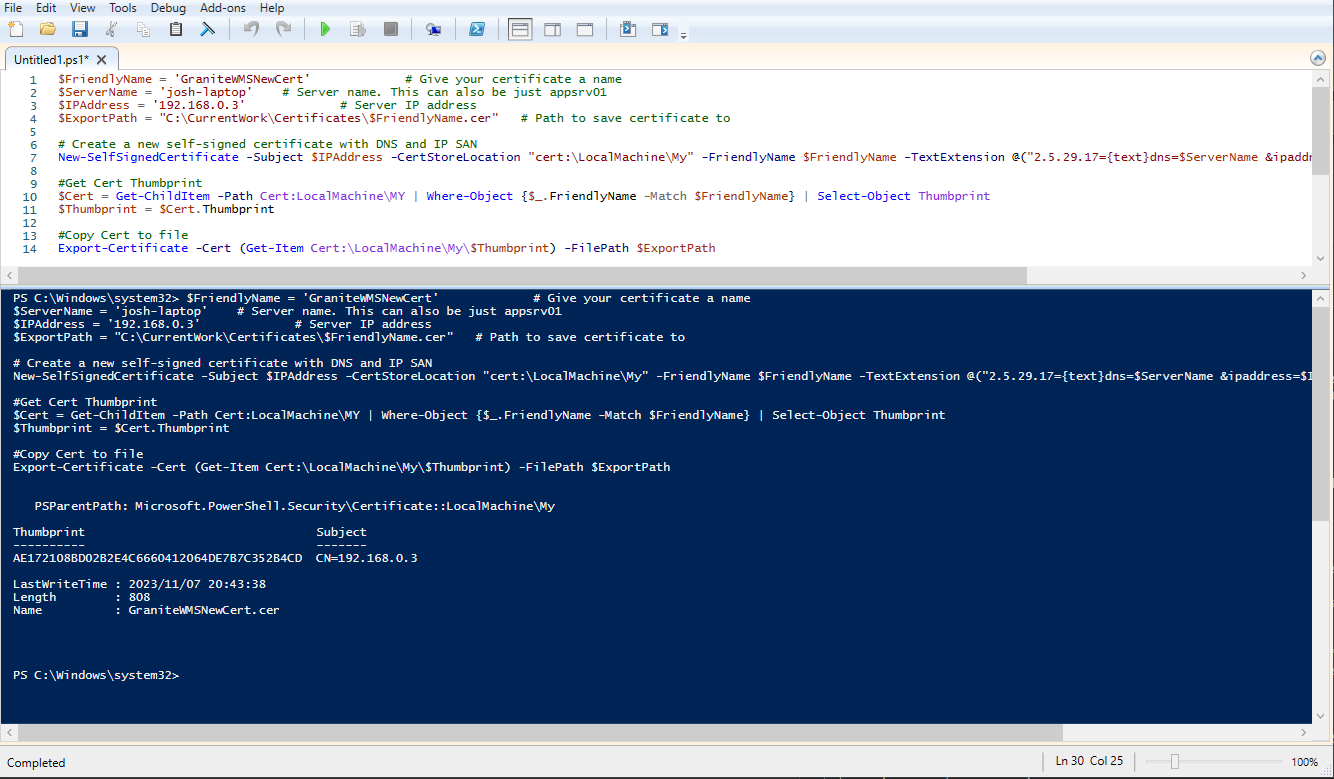 File Edit View Tools Debug Add-ons Help
Untitled1.ps1*
1 $FriendlyName = 'GraniteWMSNewCert' # Give your certificate a name
2 $ServerName = 'josh-laptop' # Server name. This can also be just appsrv01
3 $IPAddress = '192.168.0.3' # Server IP address
4 $ExportPath = "C:\CurrentWork\Certificates\$FriendlyName.cer" # Path to save certificate to
5
6 # Create a new self-signed certificate with DNS and IP SAN
7 New-SelfSignedCertificate -Subject $IPAddress -CertStoreLocation "cert:\LocalMachine\My" -FriendlyName $FriendlyName -TextExtension @("2.5.29.17={text}dns=$ServerName &ipaddr
8
9 #Get Cert Thumbprint
10 $Cert = Get-ChildItem -Path Cert:LocalMachine\MY | Where-Object {$_.FriendlyName -Match $FriendlyName} | Select-Object Thumbprint
11 $Thumbprint = $Cert.Thumbprint
12
13 #Copy Cert to file
14 Export-Certificate -Cert (Get-Item Cert:\LocalMachine\My\$Thumbprint) -FilePath $ExportPath
PS C:\Windows\system32> $FriendlyName = 'GraniteWMSNewCert' # Give your certificate a name
$ServerName = 'josh-laptop' # Server name. This can also be just appsrv01
$IPAddress = '192.168.0.3' # Server IP address
$ExportPath = "C:\CurrentWork\Certificates\$FriendlyName.cer" # Path to save certificate to
# Create a new self-signed certificate with DNS and IP SAN
New-SelfSignedCertificate -Subject $IPAddress -CertStoreLocation "cert:\LocalMachine\My" -FriendlyName $FriendlyName -TextExtension @("2.5.29.17={text}dns=$ServerName &ipaddress=$I
#Get Cert Thumbprint
$Cert = Get-ChildItem -Path Cert:LocalMachine\MY | Where-Object {$_.FriendlyName -Match $FriendlyName} | Select-Object Thumbprint
$Thumbprint = $Cert.Thumbprint
#Copy Cert to file
Export-Certificate -Cert (Get-Item Cert:\LocalMachine\My\$Thumbprint) -FilePath $ExportPath
PSParentPath: Microsoft.PowerShell.Security\Certificate::LocalMachine\My
Thumbprint Subject
---------- -------
AE172108BD02B2E4C6660412064DE7B7C352B4CD CN=192.168.0.3
LastWriteTime : 2023/11/07 20:43:38
Length : 808
Name : GraniteWMSNewCert.cer
PS C:\Windows\system32>
Completed Ln 30 Col 25 100%